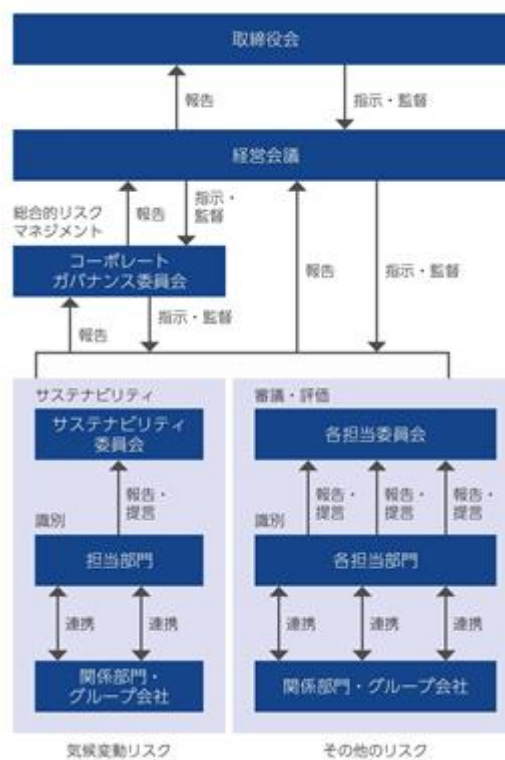 取締役会
報告
指示・監督
経営会議
総合的リスク
マネジメント
報告
指示・
監督
コーポレート
ガバナンス委員会
報告
指示・監督
報告
指示・監督
サステナビリティ
サステナビリティ
委員会
報告・
提言
識別
担当部門
連携
連携
関係部門・
グループ会社
気候変動リスク
審議・評価
各担当委員会
報告・
提言
報告・
提言
報告・
提言
識別
各担当部門
連携
連携
連携
関係部門・グループ会社
その他のリスク